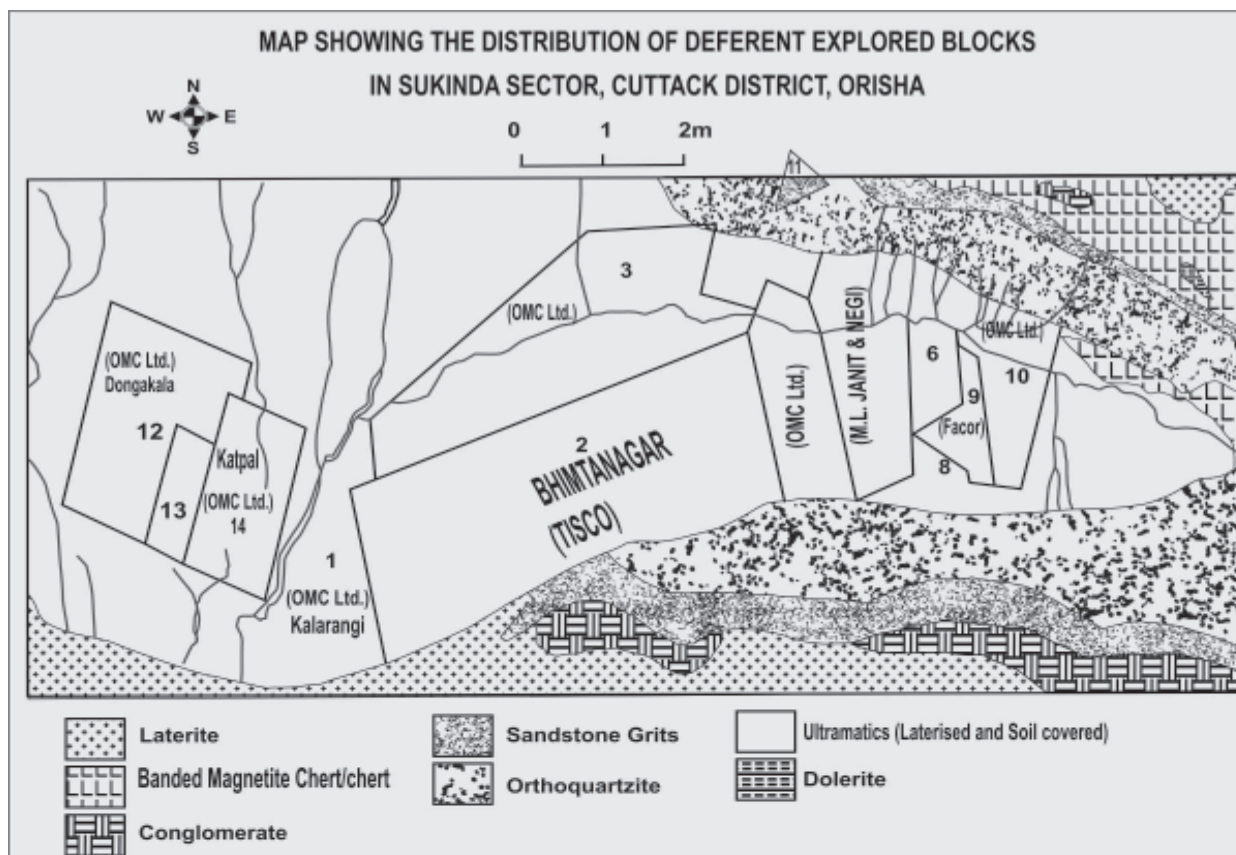 MAP SHOWING THE DISTRIBUTION OF DEFERENT EXPLORED BLOCKS
IN SUKINDA SECTOR, CUTTACK DISTRICT, ORISHA
N
W E
S
0 1 2m
11
3
(OMC Ltd.)
(OMC Ltd.)
(OMC Ltd.)
Dongakala
12
13
Katpal
(OMC Ltd.)
14
1
(OMC Ltd.)
Kalarangi
2
BHIMTANAGAR
(TISCO)
(OMC Ltd.)
(M.L. JANIT & NEGI)
6
9
(Facor)
8
10
Laterite
Banded Magnetite Chert/chert
Conglomerate
Sandstone Grits
Orthoquartzite
Ultramatics (Laterised and Soil covered)
Dolerite